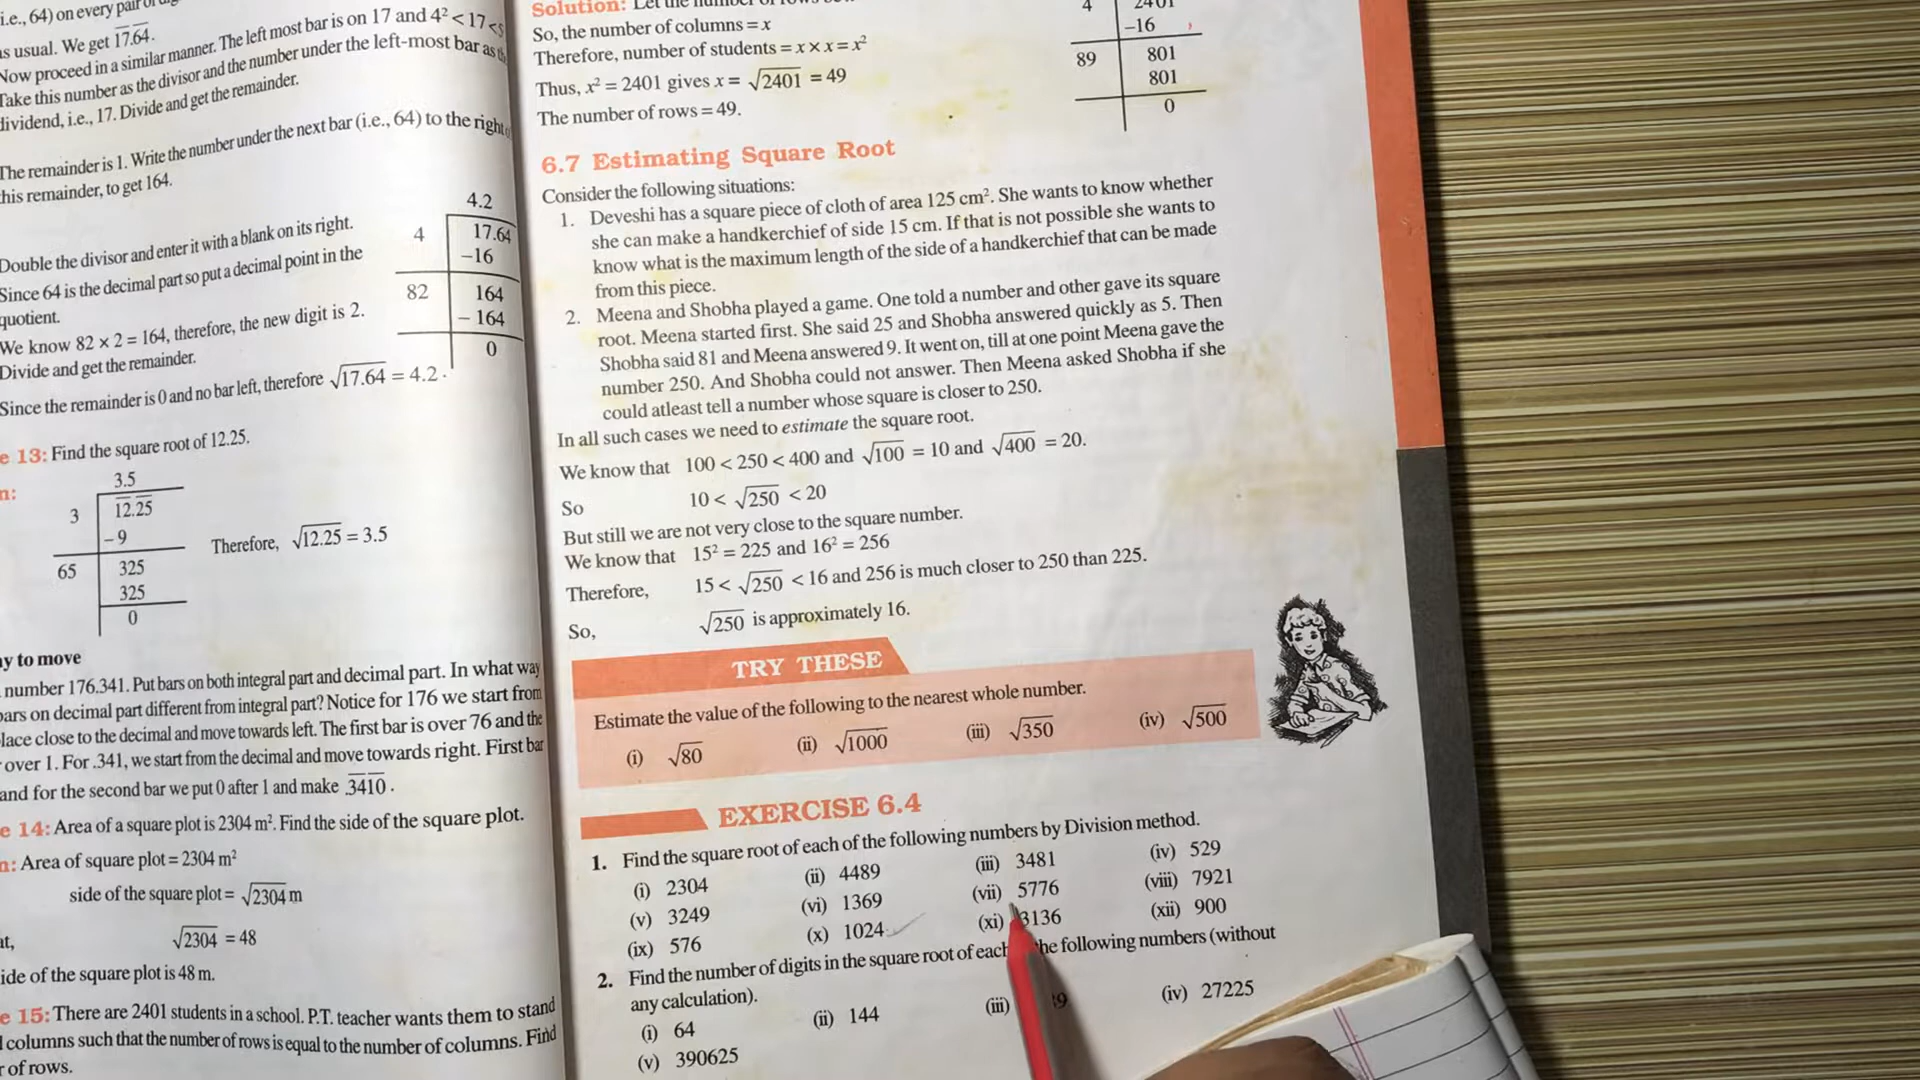 i.e., 64) on every pair of
as usual. We get 17.64.
Now proceed in a similar manner. The left most bar is on 17 and 4² < 17 <
Take this number as the divisor and the number under the left-most bar as
dividend, i.e., 17. Divide and get the remainder.
The remainder is 1. Write the number under the next bar (i.e., 64) to the right
his remainder, to get 164.
Double the divisor and enter it with a blank on its right.
Since 64 is the decimal part so put a decimal point in the
quotient.
We know 82 × 2 = 164, therefore, the new digit is 2.
Divide and get the remainder.
Since the remainder is 0 and no bar left, therefore √17.64 = 4.2.
4.2
4 17.64
–16
82 164
– 164
0
e 13: Find the square root of 12.25.
n:
3.5
3 12.25
– 9
65 325
325
0
Therefore, √12.25 = 3.5
y to move
number 176.341. Put bars on both integral part and decimal part. In what way
bars on decimal part different from integral part? Notice for 176 we start from
lace close to the decimal and move towards left. The first bar is over 76 and the
over 1. For .341, we start from the decimal and move towards right. First bar
and for the second bar we put 0 after 1 and make .3410.
e 14: Area of a square plot is 2304 m². Find the side of the square plot.
n: Area of square plot = 2304 m²
side of the square plot = √2304 m
at,
√2304 = 48
ide of the square plot is 48 m.
e 15: There are 2401 students in a school. P.T. teacher wants them to stand
columns such that the number of rows is equal to the number of columns. Find
r of rows.
Solution: Let the number of rows
So, the number of columns = x
Therefore, number of students = x × x = x²
Thus, x² = 2401 gives x = √2401 = 49
The number of rows = 49.
4 2401
–16
89 801
801
0
6.7 Estimating Square Root
Consider the following situations:
1. Deveshi has a square piece of cloth of area 125 cm². She wants to know whether
she can make a handkerchief of side 15 cm. If that is not possible she wants to
know what is the maximum length of the side of a handkerchief that can be made
from this piece.
2. Meena and Shobha played a game. One told a number and other gave its square
root. Meena started first. She said 25 and Shobha answered quickly as 5. Then
Shobha said 81 and Meena answered 9. It went on, till at one point Meena gave the
number 250. And Shobha could not answer. Then Meena asked Shobha if she
could atleast tell a number whose square is closer to 250.
In all such cases we need to estimate the square root.
We know that 100 < 250 < 400 and √100 = 10 and √400 = 20.
So 10 < √250 < 20
But still we are not very close to the square number.
We know that 15² = 225 and 16² = 256
Therefore, 15 < √250 < 16 and 256 is much closer to 250 than 225.
So, √250 is approximately 16.
TRY THESE
Estimate the value of the following to the nearest whole number.
(i) √80 (ii) √1000 (iii) √350 (iv) √500
EXERCISE 6.4
1. Find the square root of each of the following numbers by Division method.
(i) 2304 (ii) 4489 (iii) 3481 (iv) 529
(v) 3249 (vi) 1369 (vii) 5776 (viii) 7921
(ix) 576 (x) 1024 (xi) 3136 (xii) 900
2. Find the number of digits in the square root of each the following numbers (without
any calculation).
(i) 64 (ii) 144 (iii) (iv) 27225
(v) 390625